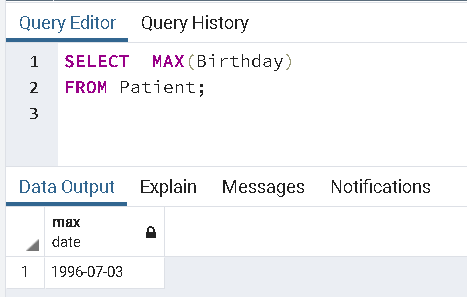 Query Editor Query History
1 SELECT  MAX(Birthday)
2 FROM Patient;
3
Data Output Explain Messages Notifications
max
date
1 1996-07-03